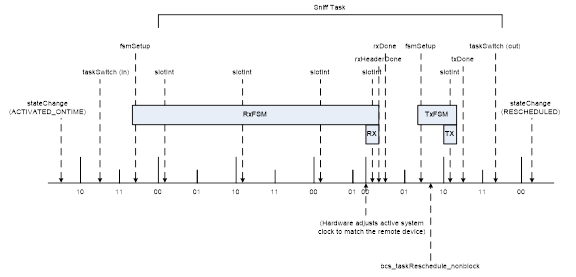 Sniff Task
rxDone
fsmSetup
fsmSetup
taskSwitch (out)
rxHeaderDone
txDone
taskSwitch (in)
slotInt
slotInt
slotInt
slotInt
slotInt
stateChange
(ACTIVATED_ONTIME)
stateChange
(RESCHEDULED)
RxFSM
TxFSM
RX
TX
10 11 00 01 10 11 00 01 00 01 10 11 00
(Hardware adjusts active system
clock to match the remote device)
bcs_taskReschedule_nonblock